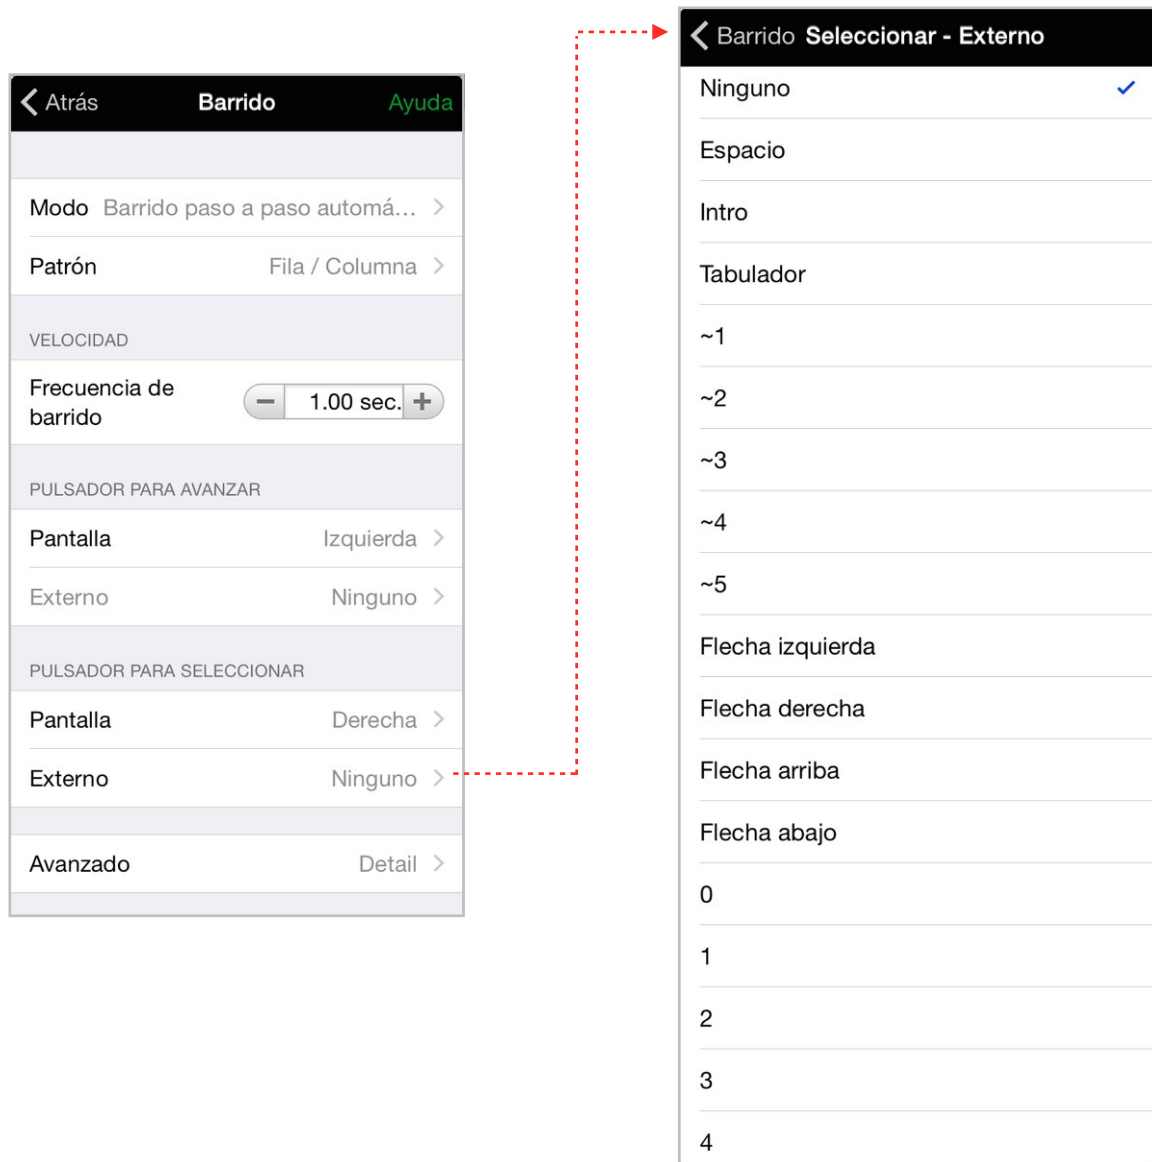 Atrás Barrido Ayuda
Modo Barrido paso a paso automá...
Patrón Fila / Columna
VELOCIDAD
Frecuencia de
barrido
1.00 sec.
PULSADOR PARA AVANZAR
Pantalla Izquierda
Externo Ninguno
PULSADOR PARA SELECCIONAR
Pantalla Derecha
Externo Ninguno
Avanzado Detail
Barrido Seleccionar - Externo
Ninguno
Espacio
Intro
Tabulador
~1
~2
~3
~4
~5
Flecha izquierda
Flecha derecha
Flecha arriba
Flecha abajo
0
1
2
3
4